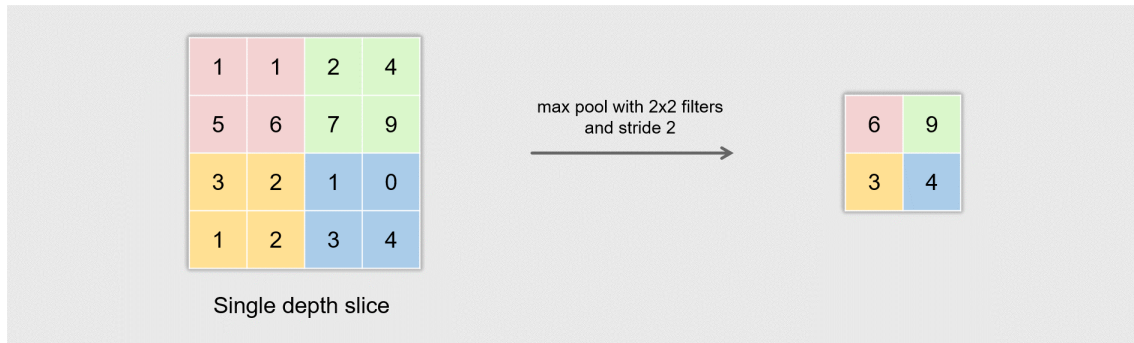 1 1 2 4
5 6 7 9
3 2 1 0
1 2 3 4
Single depth slice
max pool with 2x2 filters
and stride 2
6 9
3 4